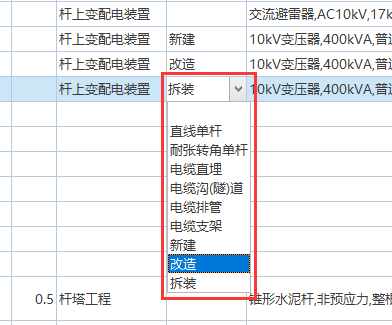 杆上变配电装置 交流避雷器,AC10kV,17k
杆上变配电装置 新建 10kV变压器,400kVA,普通
杆上变配电装置 改造 10kV变压器,400kVA,普通
杆上变配电装置 拆装 10kV变压器,400kVA,普通
直线单杆
耐张转角单杆
电缆直埋
电缆沟(隧)道
电缆排管
电缆支架
新建
改造
拆装
0.5 杆塔工程 锥形水泥杆,非预应力,整根